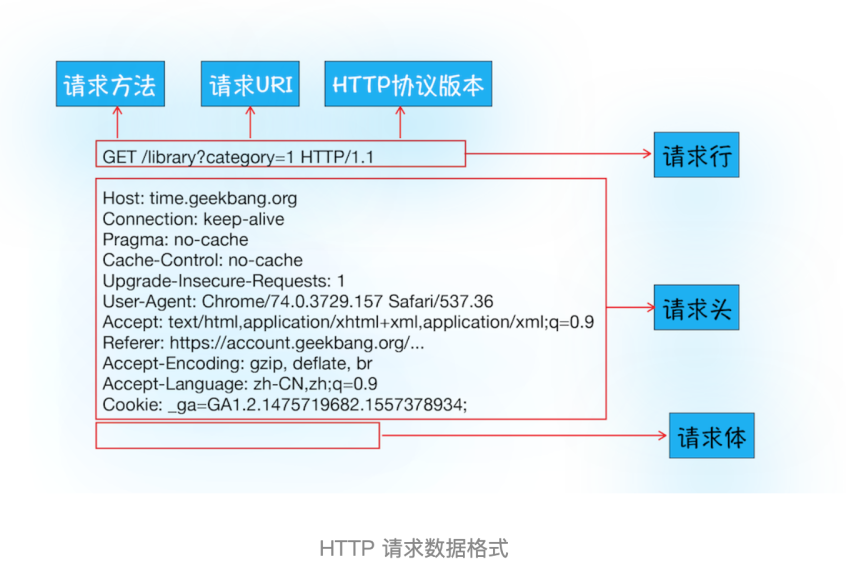 请求方法 请求URI HTTP协议版本
GET /library?category=1 HTTP/1.1
请求行
Host: time.geekbang.org
Connection: keep-alive
Pragma: no-cache
Cache-Control: no-cache
Upgrade-Insecure-Requests: 1
User-Agent: Chrome/74.0.3729.157 Safari/537.36
Accept: text/html,application/xhtml+xml,application/xml;q=0.9
Referer: https://account.geekbang.org/...
Accept-Encoding: gzip, deflate, br
Accept-Language: zh-CN,zh;q=0.9
Cookie: _ga=GA1.2.1475719682.1557378934;
请求头
请求体
HTTP 请求数据格式